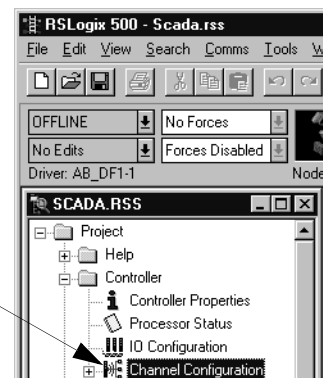 RSLogix 500 - Scada.rss
File Edit View Search Comms Tools
OFFLINE No Forces
No Edits Forces Disabled
Driver: AB_DF1-1 Node
SCADA.RSS
Project
Help
Controller
Controller Properties
Processor Status
IO Configuration
Channel Configuration